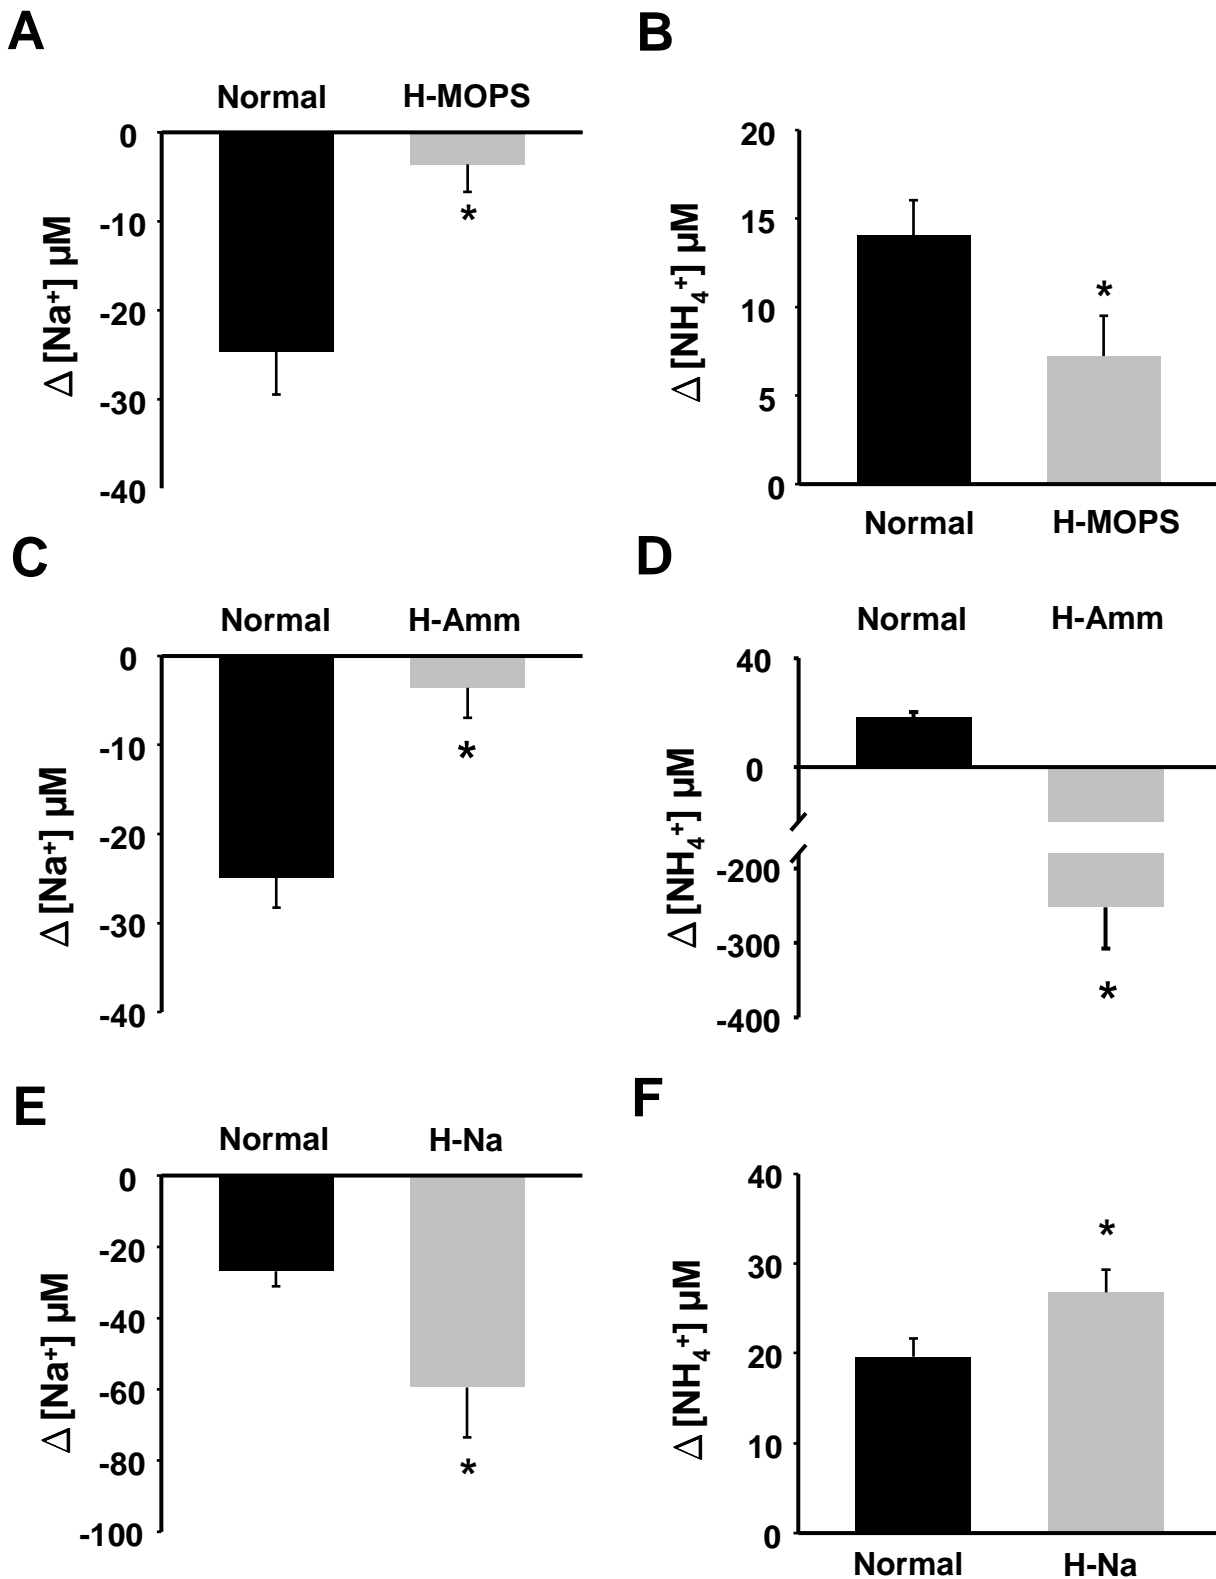 A
Normal H-MOPS
0
-10
-20
-30
-40
Δ [Na⁺] µM
B
20
15
10
5
0
Δ [NH₄⁺] µM
*
*
Normal H-MOPS
C
Normal H-Amm
0
-10
-20
-30
-40
Δ [Na⁺] µM
*
D
Normal H-Amm
40
0
-200
-300
-400
Δ [NH₄⁺] µM
*
E
Normal H-Na
0
-20
-40
-60
-80
-100
Δ [Na⁺] µM
*
F
40
30
20
10
0
Δ [NH₄⁺] µM
*
Normal H-Na